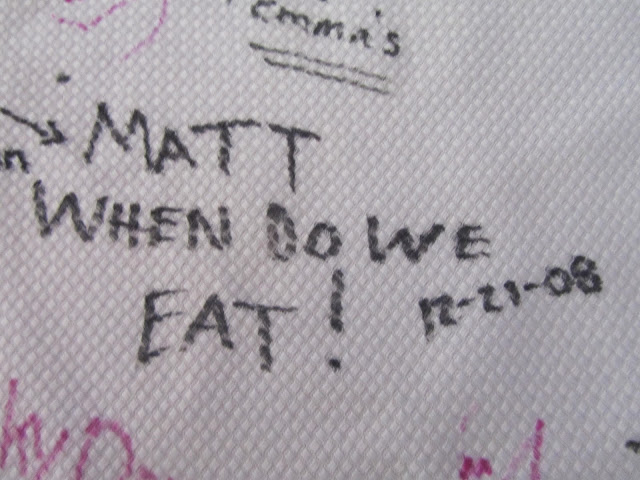 emma's
MATT
WHEN DO WE
EAT!
12-21-08